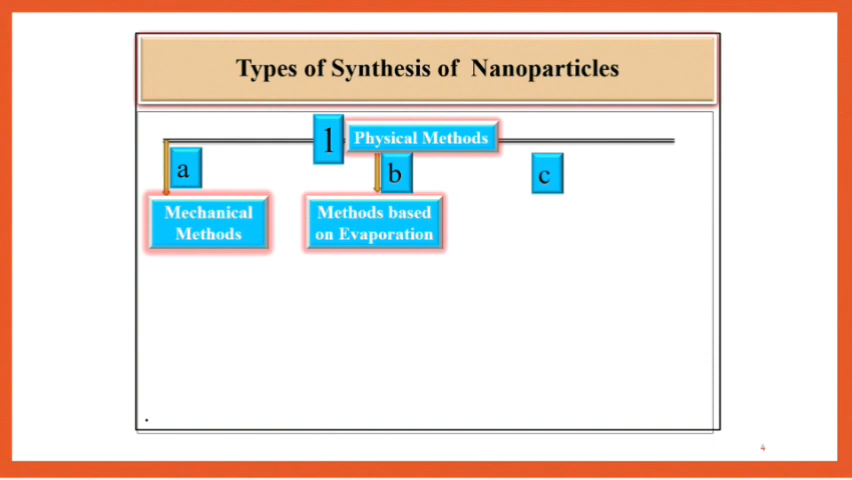 Types of Synthesis of Nanoparticles
1
Physical Methods
a
b
c
Mechanical
Methods
Methods based
on Evaporation
.
4